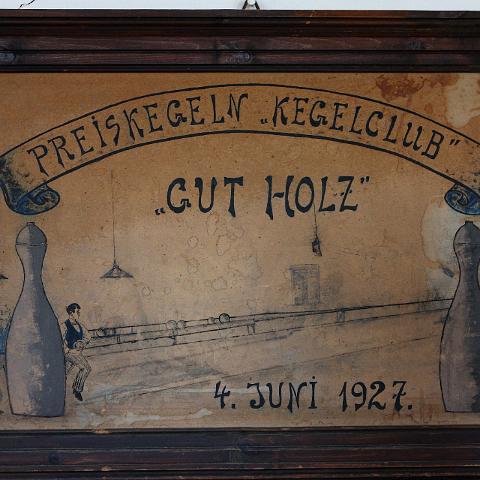 PREISKEGELN „KEGELCLUB”
„GUT HOLZ”
4. JUNI 1927.